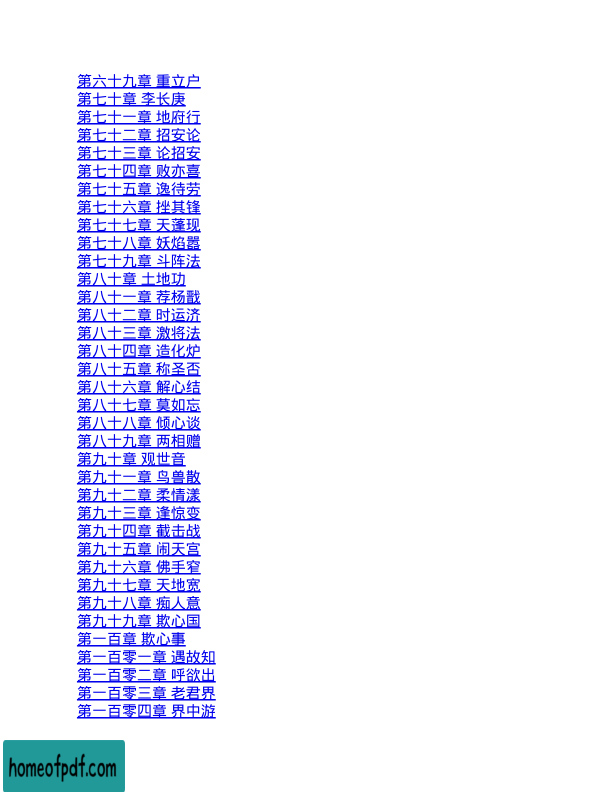 第六十九章 重立户
第七十章 李长庚
第七十一章 地府行
第七十二章 招安论
第七十三章 论招安
第七十四章 败亦喜
第七十五章 逸待劳
第七十六章 挫其锋
第七十七章 天蓬现
第七十八章 妖焰嚣
第七十九章 斗阵法
第八十章 土地功
第八十一章 荐杨戬
第八十二章 时运济
第八十三章 激将法
第八十四章 造化炉
第八十五章 称圣否
第八十六章 解心结
第八十七章 莫如忘
第八十八章 倾心谈
第八十九章 两相赠
第九十章 观世音
第九十一章 鸟兽散
第九十二章 柔情漾
第九十三章 逢惊变
第九十四章 截击战
第九十五章 闹天宫
第九十六章 佛手窄
第九十七章 天地宽
第九十八章 痴人意
第九十九章 欺心国
第一百章 欺心事
第一百零一章 遇故知
第一百零二章 呼欲出
第一百零三章 老君界
第一百零四章 界中游
homeofpdf.com